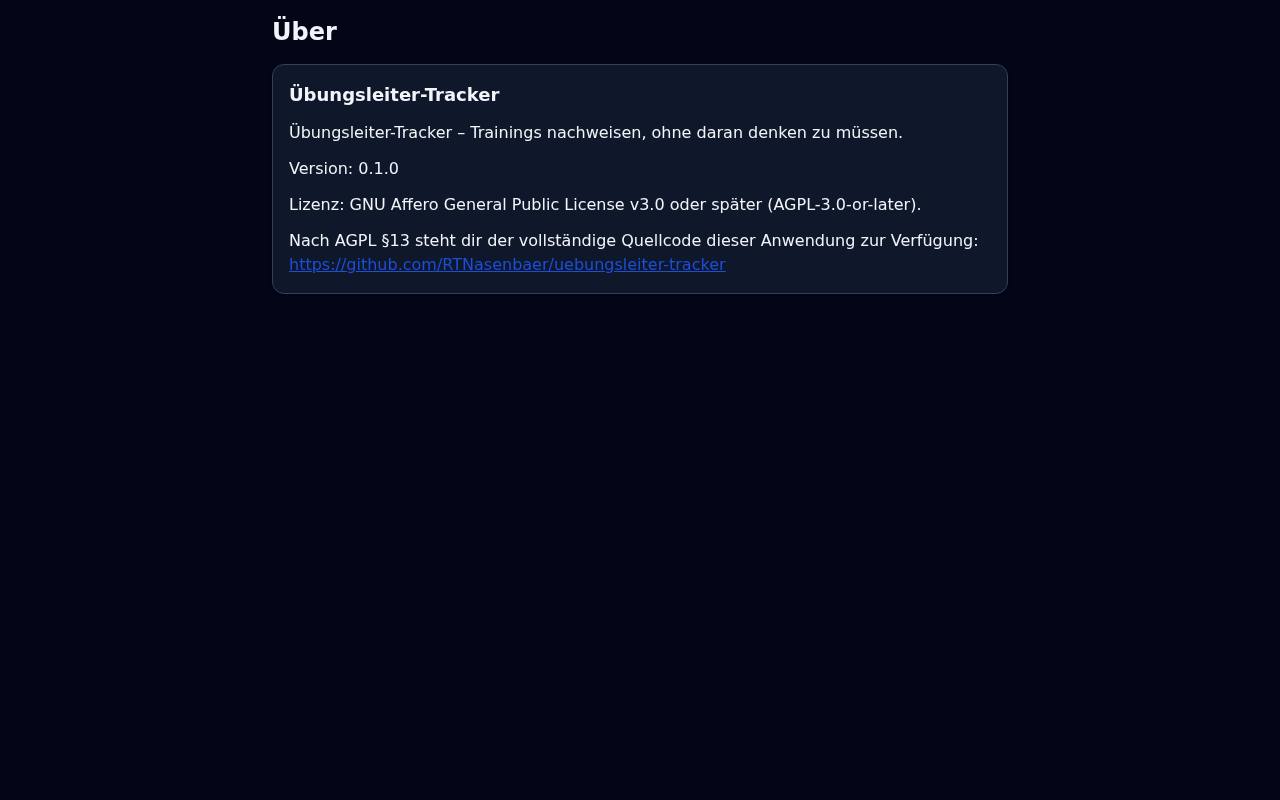 Über
Übungsleiter-Tracker
Übungsleiter-Tracker – Trainings nachweisen, ohne daran denken zu müssen.
Version: 0.1.0
Lizenz: GNU Affero General Public License v3.0 oder später (AGPL-3.0-or-later).
Nach AGPL §13 steht dir der vollständige Quellcode dieser Anwendung zur Verfügung:
https://github.com/RTNasenbaer/uebungsleiter-tracker